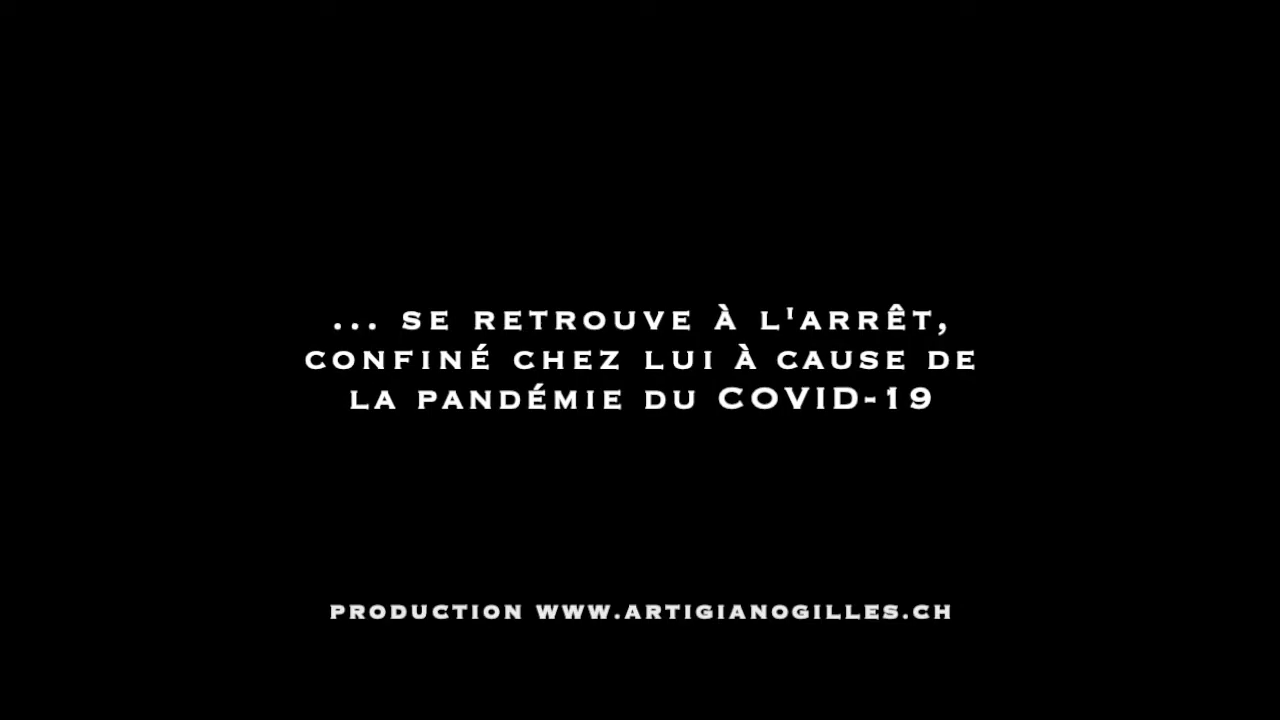 ... SE RETROUVE À L'ARRÊT,
CONFINÉ CHEZ LUI À CAUSE DE
LA PANDÉMIE DU COVID-19
PRODUCTION WWW.ARTIGIANOGILLES.CH